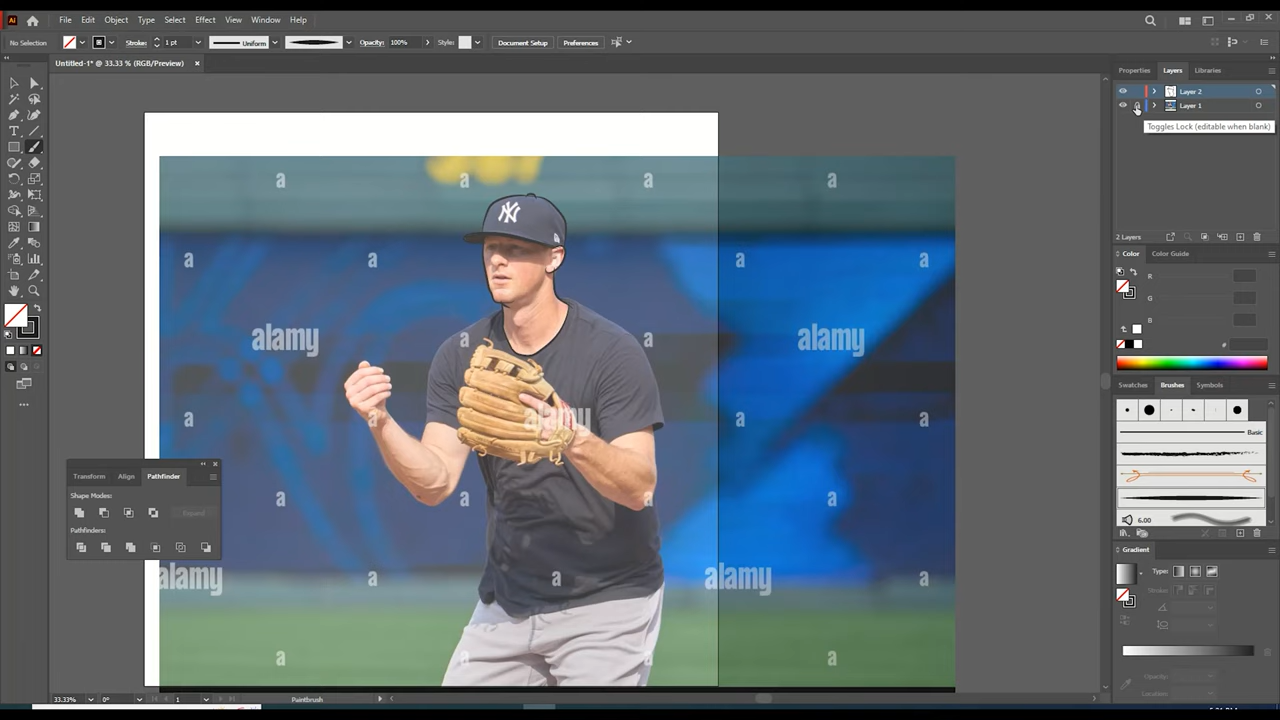 Ai File Edit Object Type Select Effect View Window Help
No Selection Stroke: 1 pt Uniform Opacity: 100% Style: Document Setup Preferences
Untitled-1* @ 33.33 % (RGB/Preview) ×
Properties Layers Libraries
Layer 2
Layer 1
Toggles Lock (editable when blank)
a a a a
NY
2 Layers
Color Color Guide
a a a a
R
G
B
alamy a a alamy
#
Swatches Brushes Symbols
a alamy a a
Basic
Transform Align Pathfinder
Shape Modes:
a a a a
Expand
6.00
Pathfinders:
Gradient
Type:
alamy a a alamy a
Stroke:
a a a a
Opacity:
Location:
33.33% 0° 1 Paintbrush